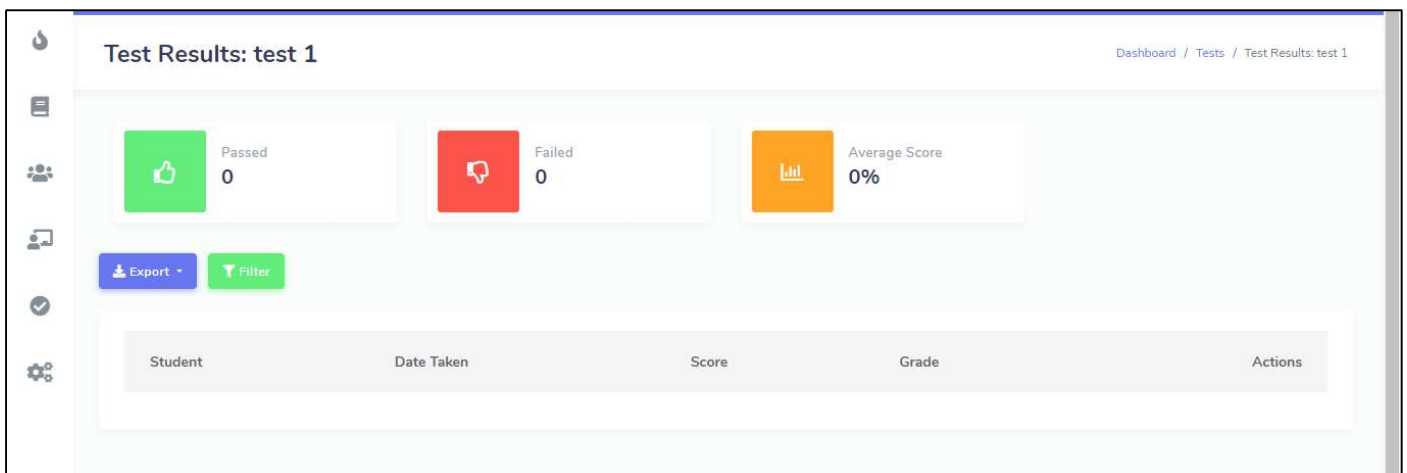 Test Results: test 1
Dashboard / Tests / Test Results: test 1
Passed
0
Failed
0
Average Score
0%
Export
Filter
Student Date Taken Score Grade Actions